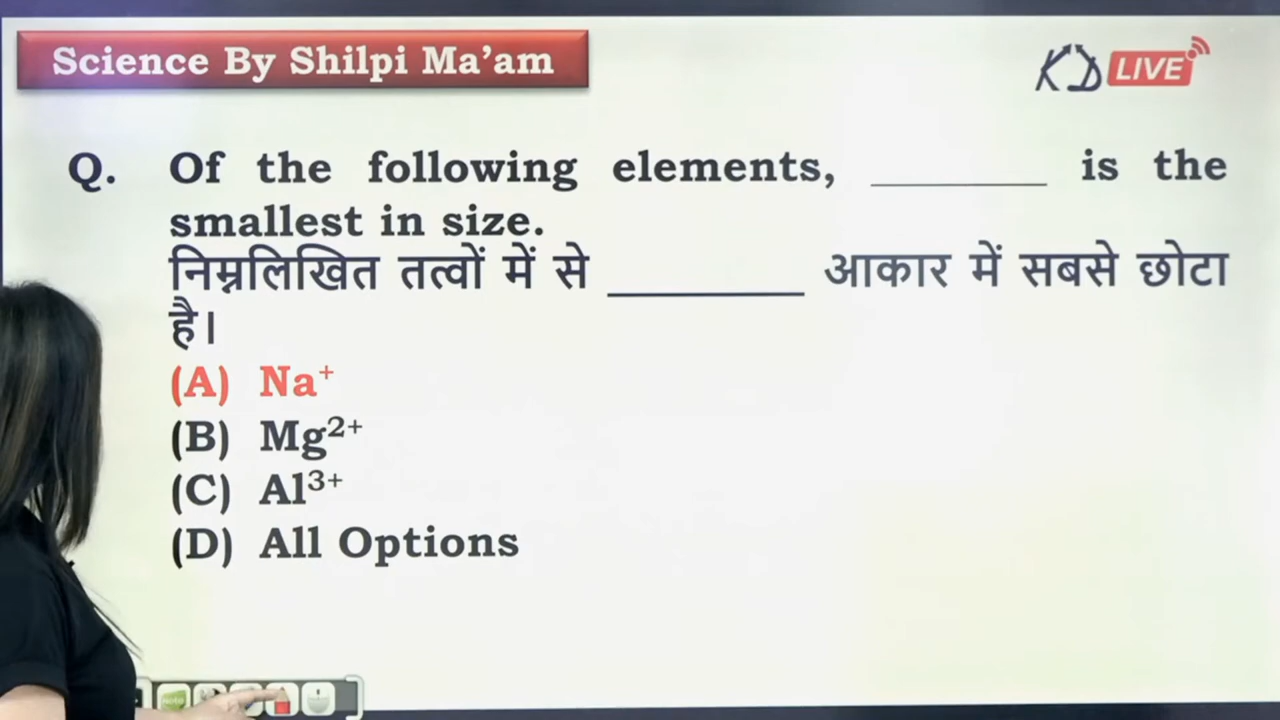 Science By Shilpi Ma’am
KD LIVE
Q. Of the following elements, ________ is the
smallest in size.
निम्नलिखित तत्वों में से ________ आकार में सबसे छोटा
है।
(A) Na⁺
(B) Mg²⁺
(C) Al³⁺
(D) All Options